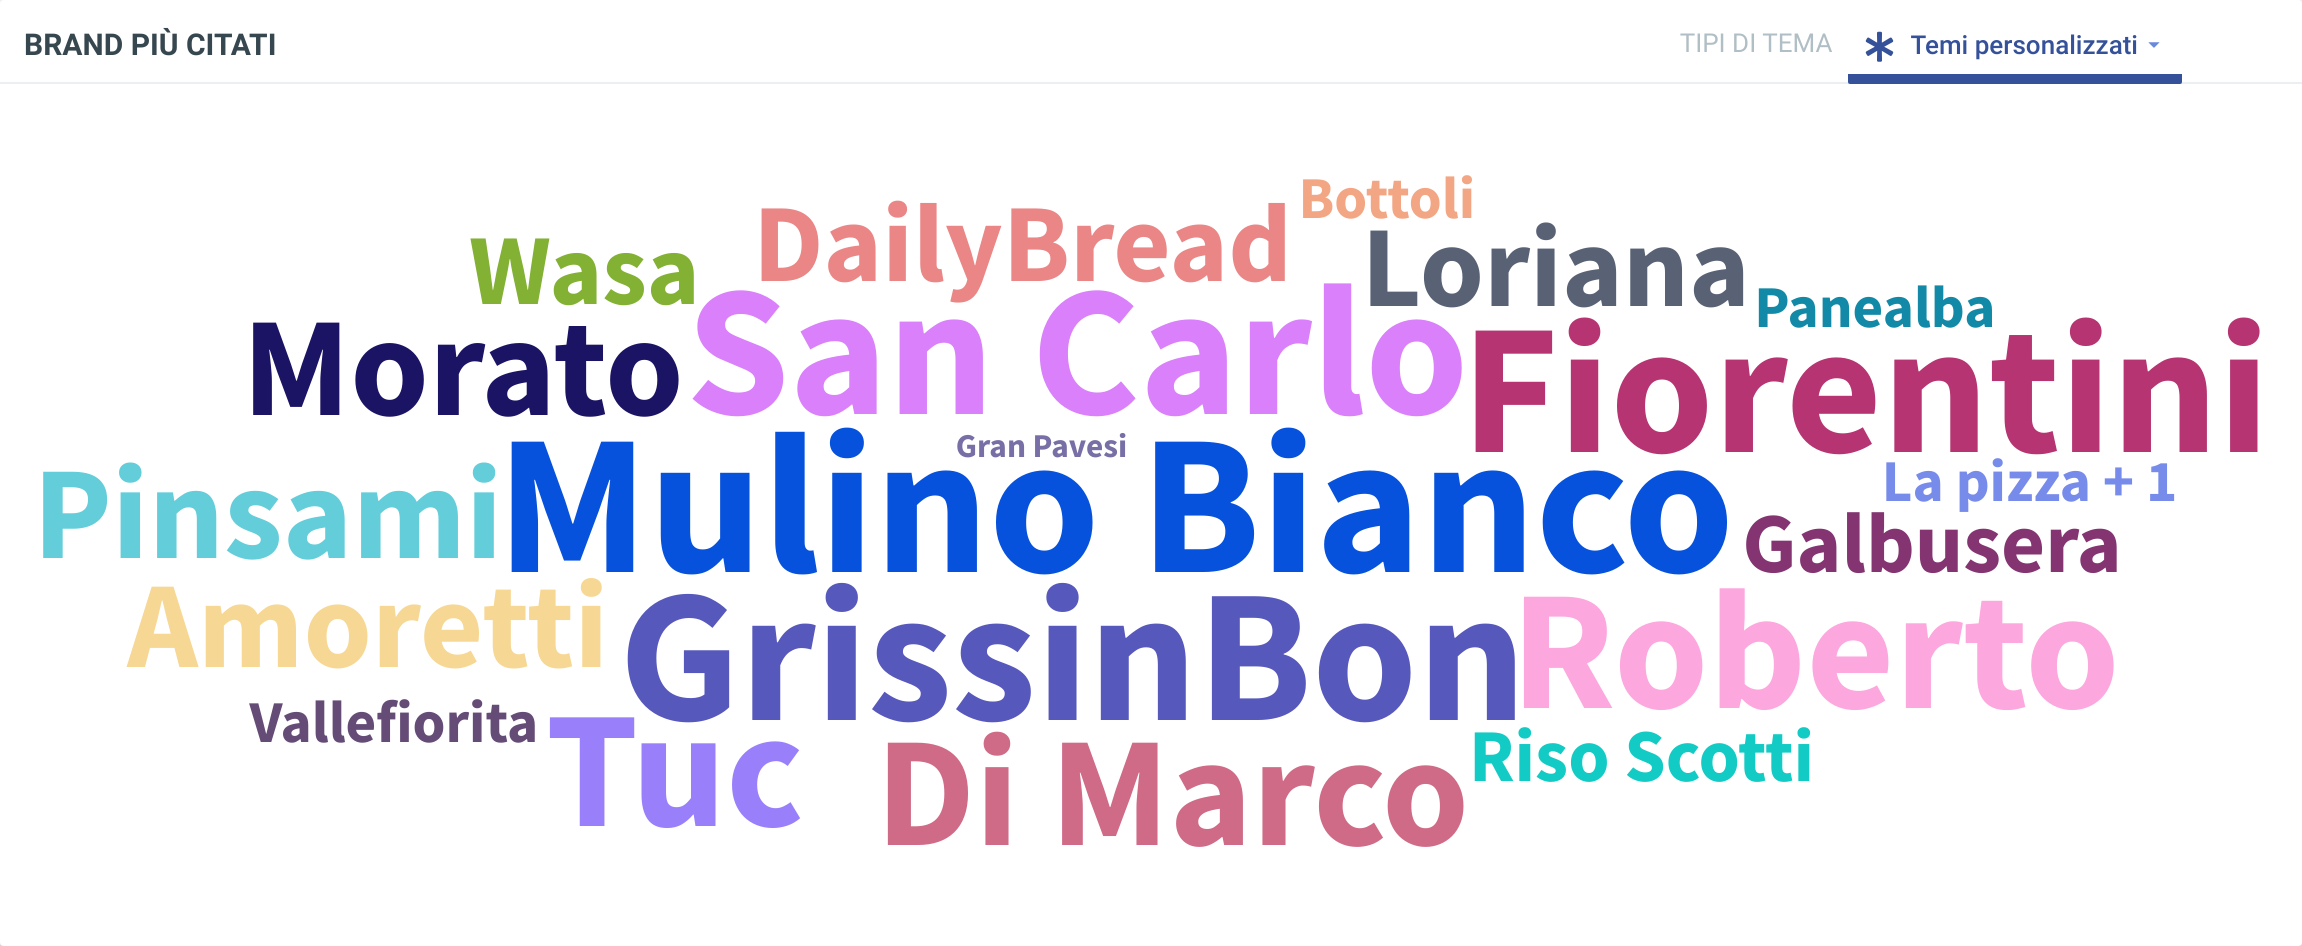 BRAND PIÙ CITATI
TIPI DI TEMA
Temi personalizzati
Bottoli
DailyBread
Wasa
Loriana
Panealba
Morato
San Carlo
Fiorentini
Gran Pavesi
Pinsami
Mulino Bianco
La pizza + 1
Galbusera
Amoretti
GrissinBon
Roberto
Vallefiorita
Tuc
Di Marco
Riso Scotti